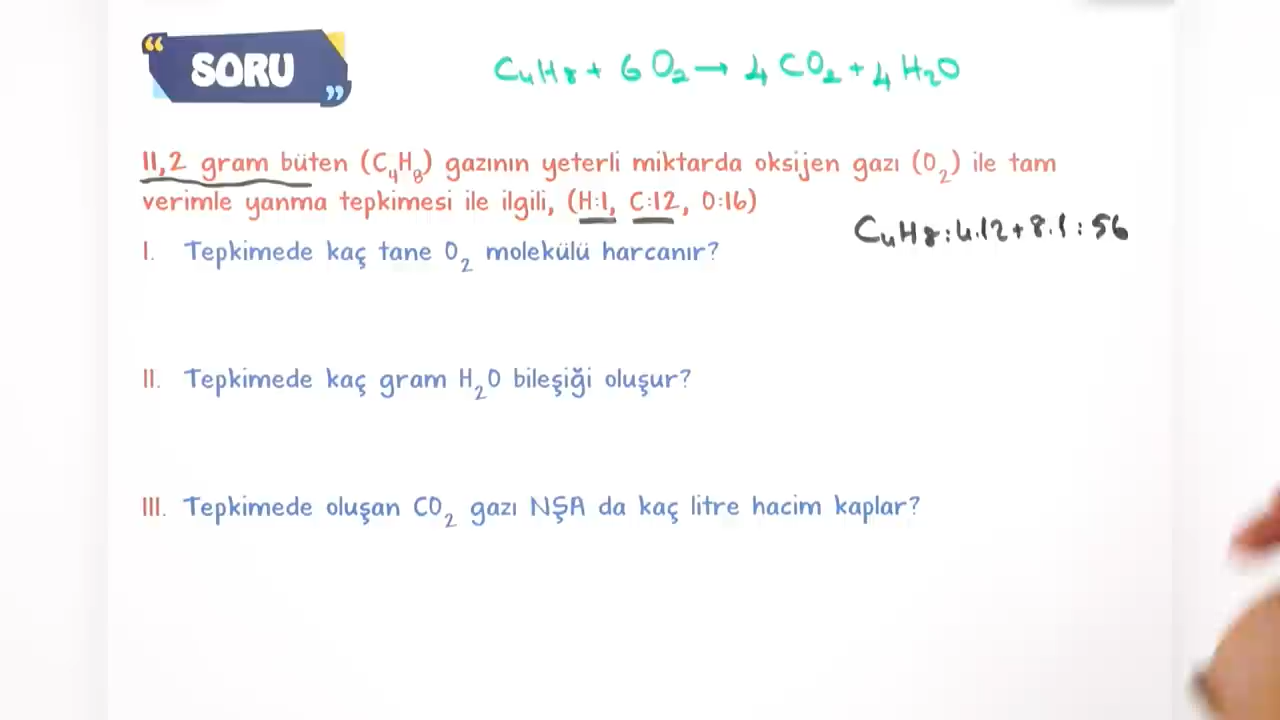 “ SORU ”
C₄H₈ + 6 O₂ → 4 CO₂ + 4 H₂O
11,2 gram büten (C₄H₈) gazının yeterli miktarda oksijen gazı (O₂) ile tam
verimle yanma tepkimesi ile ilgili, (H:1, C:12, O:16)
C₄H₈ : 4.12 + 8.1 : 56
I. Tepkimede kaç tane O₂ molekülü harcanır?
II. Tepkimede kaç gram H₂O bileşiği oluşur?
III. Tepkimede oluşan CO₂ gazı NŞA da kaç litre hacim kaplar?